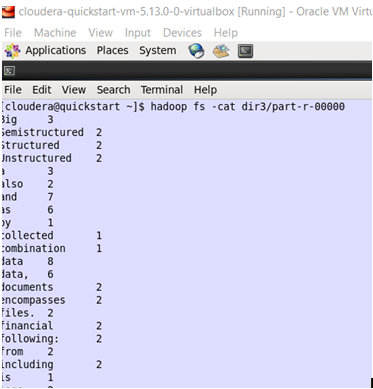 cloudera-quickstart-vm-5.13.0-0-virtualbox [Running] - Oracle VM Virtu
File Machine View Input Devices Help
Applications Places System
File Edit View Search Terminal Help
[cloudera@quickstart ~]$ hadoop fs -cat dir3/part-r-00000
Big 3
Semistructured 2
Structured 2
Unstructured 2
a 3
also 2
and 7
as 6
by 1
collected 1
combination 1
data 8
data, 6
documents 2
encompasses 2
files. 2
financial 2
following: 2
from 2
including 2
is 1